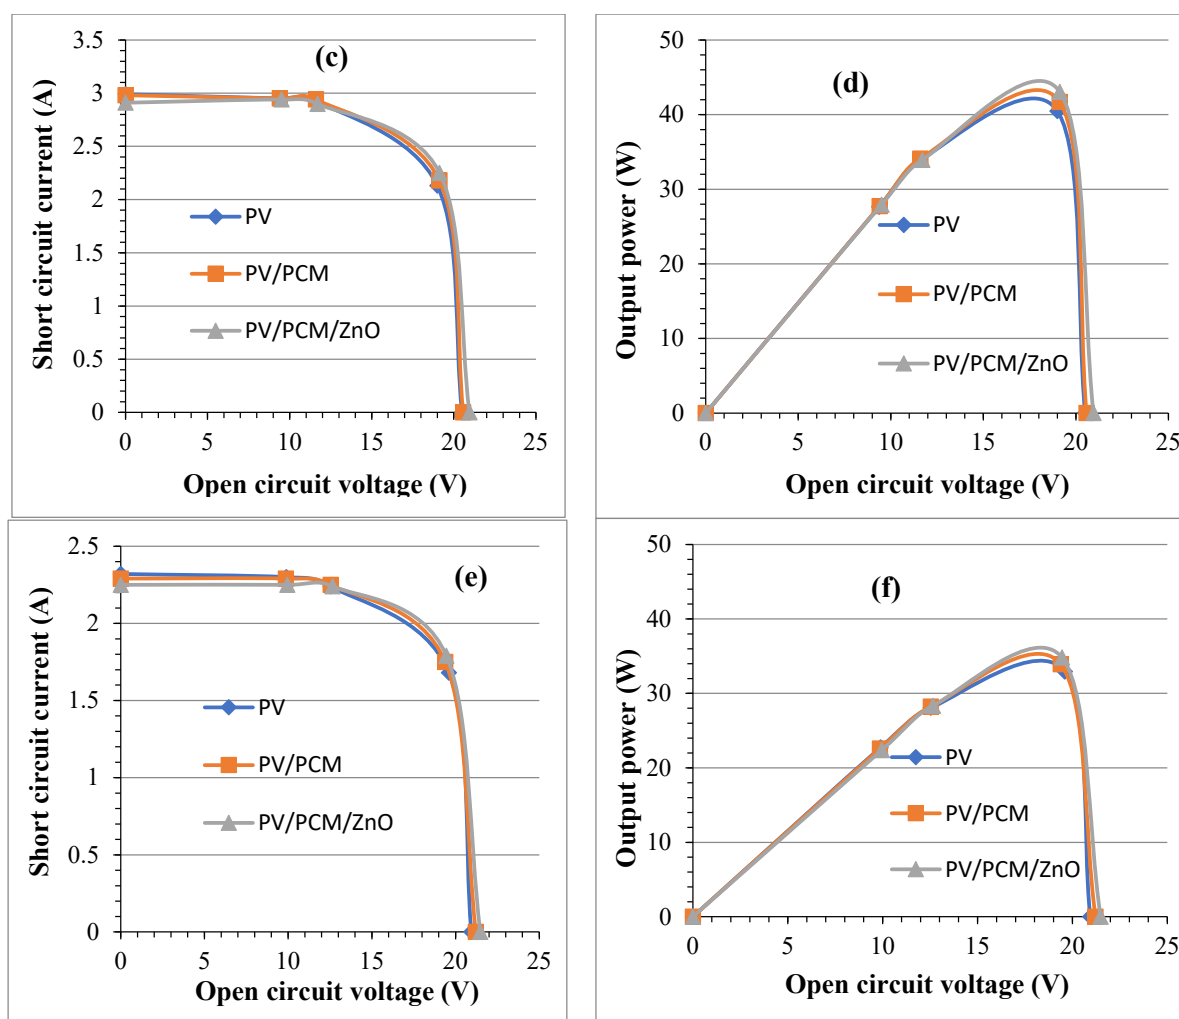 (c)
Short circuit current (A)
3.5
3
2.5
2
1.5
1
0.5
0
PV
PV/PCM
PV/PCM/ZnO
0 5 10 15 20 25
Open circuit voltage (V)
(d)
Output power (W)
50
40
30
20
10
0
PV
PV/PCM
PV/PCM/ZnO
0 5 10 15 20 25
Open circuit voltage (V)
(e)
Short circuit current (A)
2.5
2
1.5
1
0.5
0
PV
PV/PCM
PV/PCM/ZnO
0 5 10 15 20 25
Open circuit voltage (V)
(f)
Output power (W)
50
40
30
20
10
0
PV
PV/PCM
PV/PCM/ZnO
0 5 10 15 20 25
Open circuit voltage (V)